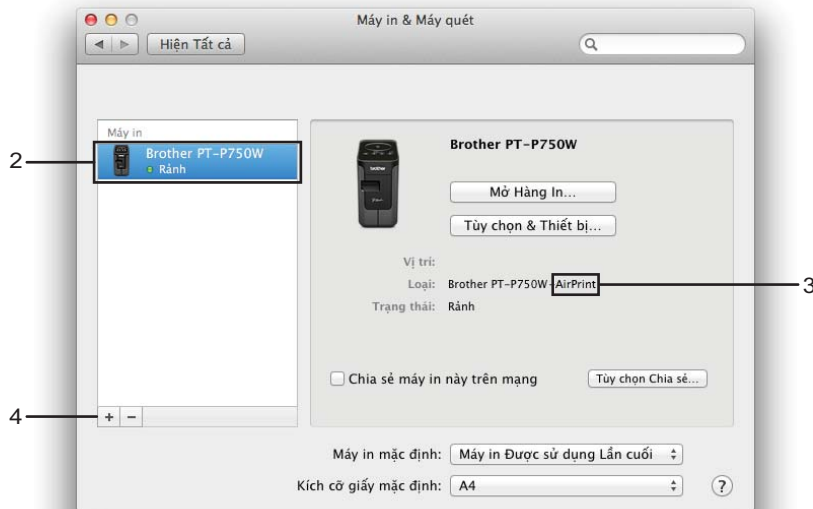 Máy in & Máy quét
Hiện Tất cả
Máy in
Brother PT-P750W
Rảnh
2
Brother PT-P750W
Mở Hàng In...
Tùy chọn & Thiết bị...
Vị trí:
Loại: Brother PT-P750W-AirPrint
3
Trạng thái: Rảnh
Chia sẻ máy in này trên mạng
Tùy chọn Chia sẻ...
4
+ −
Máy in mặc định: Máy in Được sử dụng Lần cuối
Kích cỡ giấy mặc định: A4
?